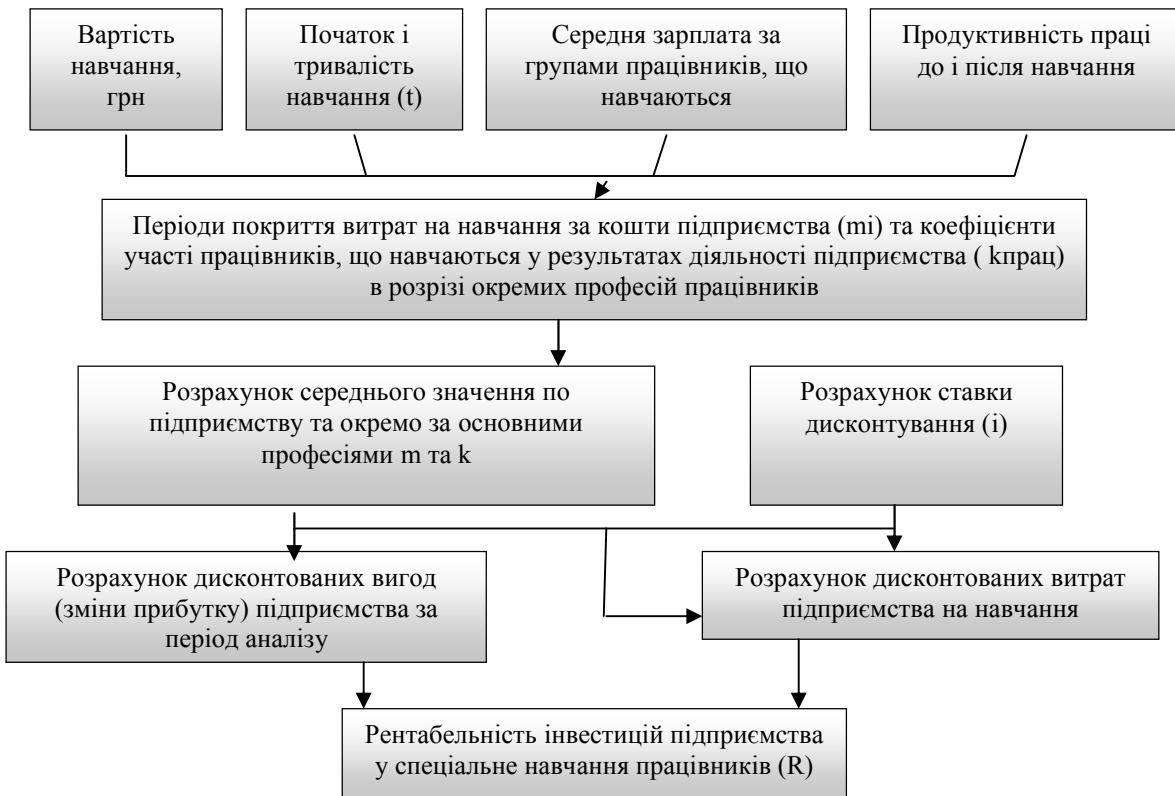 Вартість
навчання,
грн
Початок і
тривалість
навчання (t)
Середня зарплата за
групами працівників, що
навчаються
Продуктивність праці
до і після навчання
Періоди покриття витрат на навчання за кошти підприємства (mi) та коефіцієнти
участі працівників, що навчаються у результатах діяльності підприємства ( kпрац)
в розрізі окремих професій працівників
Розрахунок середнього значення по
підприємству та окремо за основними
професіями m та k
Розрахунок ставки
дисконтування (i)
Розрахунок дисконтованих вигод
(зміни прибутку) підприємства за
період аналізу
Розрахунок дисконтованих витрат
підприємства на навчання
Рентабельність інвестицій підприємства
у спеціальне навчання працівників (R)